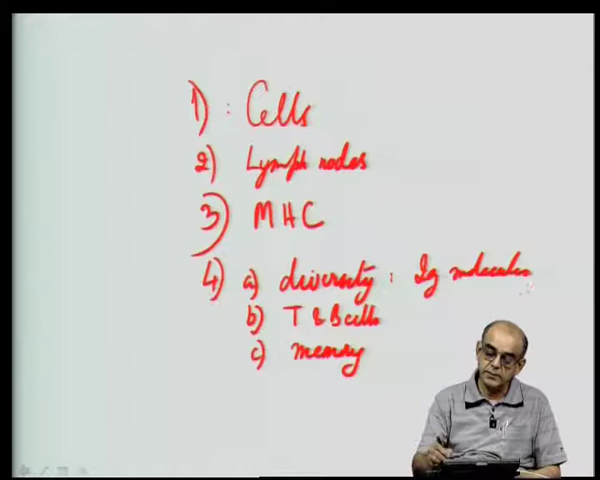 1) : Cells
2) Lymph nodes
3) MHC
4) a) diversity : Ig molecules
b) T & B cells
c) memory